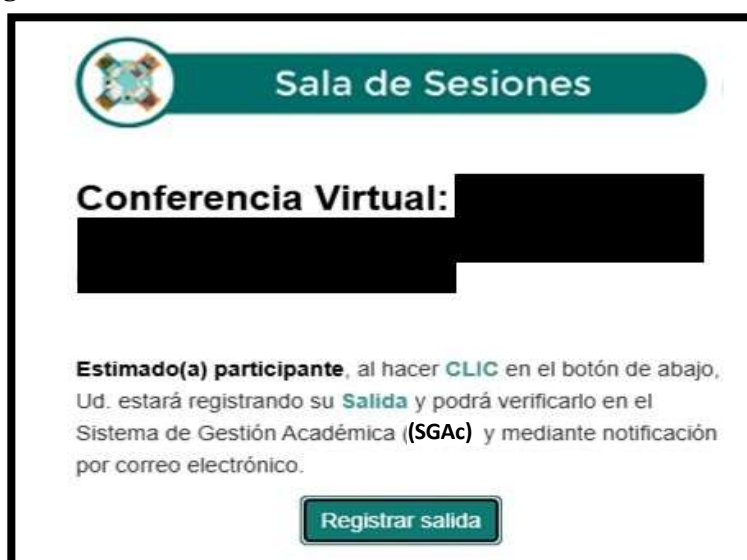 Sala de Sesiones
Conferencia Virtual:
Estimado(a) participante, al hacer CLIC en el botón de abajo,
Ud. estará registrando su Salida y podrá verificarlo en el
Sistema de Gestión Académica ((SGAc) y mediante notificación
por correo electrónico.
Registrar salida